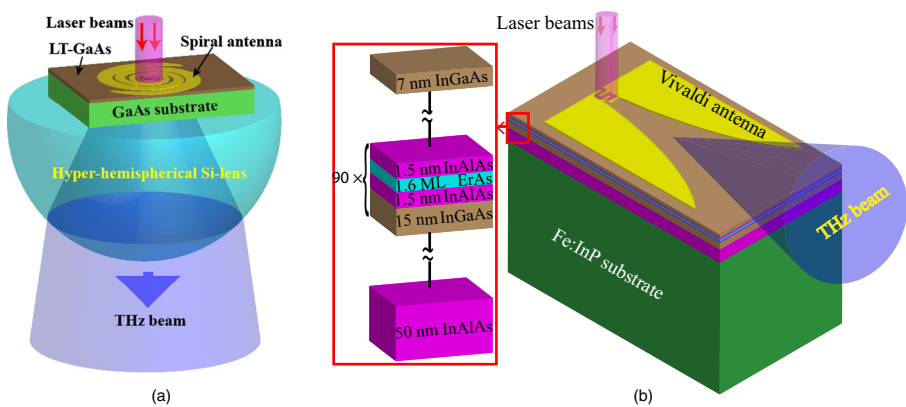 Laser beams
LT-GaAs
Spiral antenna
GaAs substrate
Hyper-hemispherical Si-lens
THz beam
(a)
7 nm InGaAs
90 ×
1.5 nm InAlAs
1.6 ML ErAs
1.5 nm InAlAs
15 nm InGaAs
50 nm InAlAs
Laser beams
Vivaldi antenna
THz beam
Fe:InP substrate
(b)